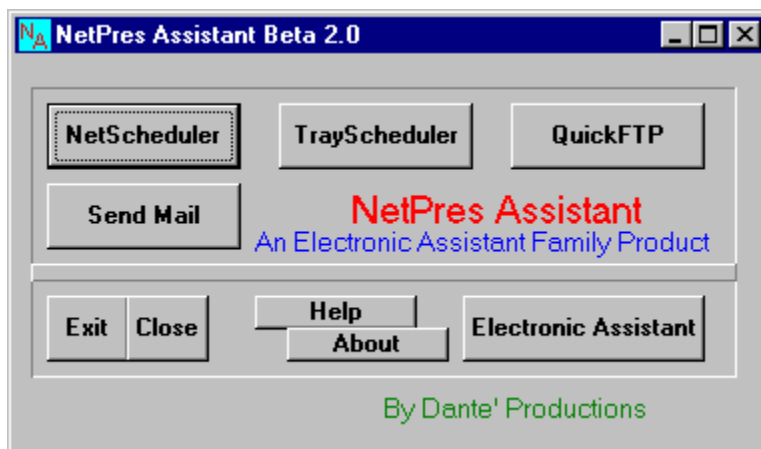 NA NetPres Assistant Beta 2.0
NetScheduler TrayScheduler QuickFTP
Send Mail
NetPres Assistant
An Electronic Assistant Family Product
Exit Close
Help
About
Electronic Assistant
By Dante' Productions